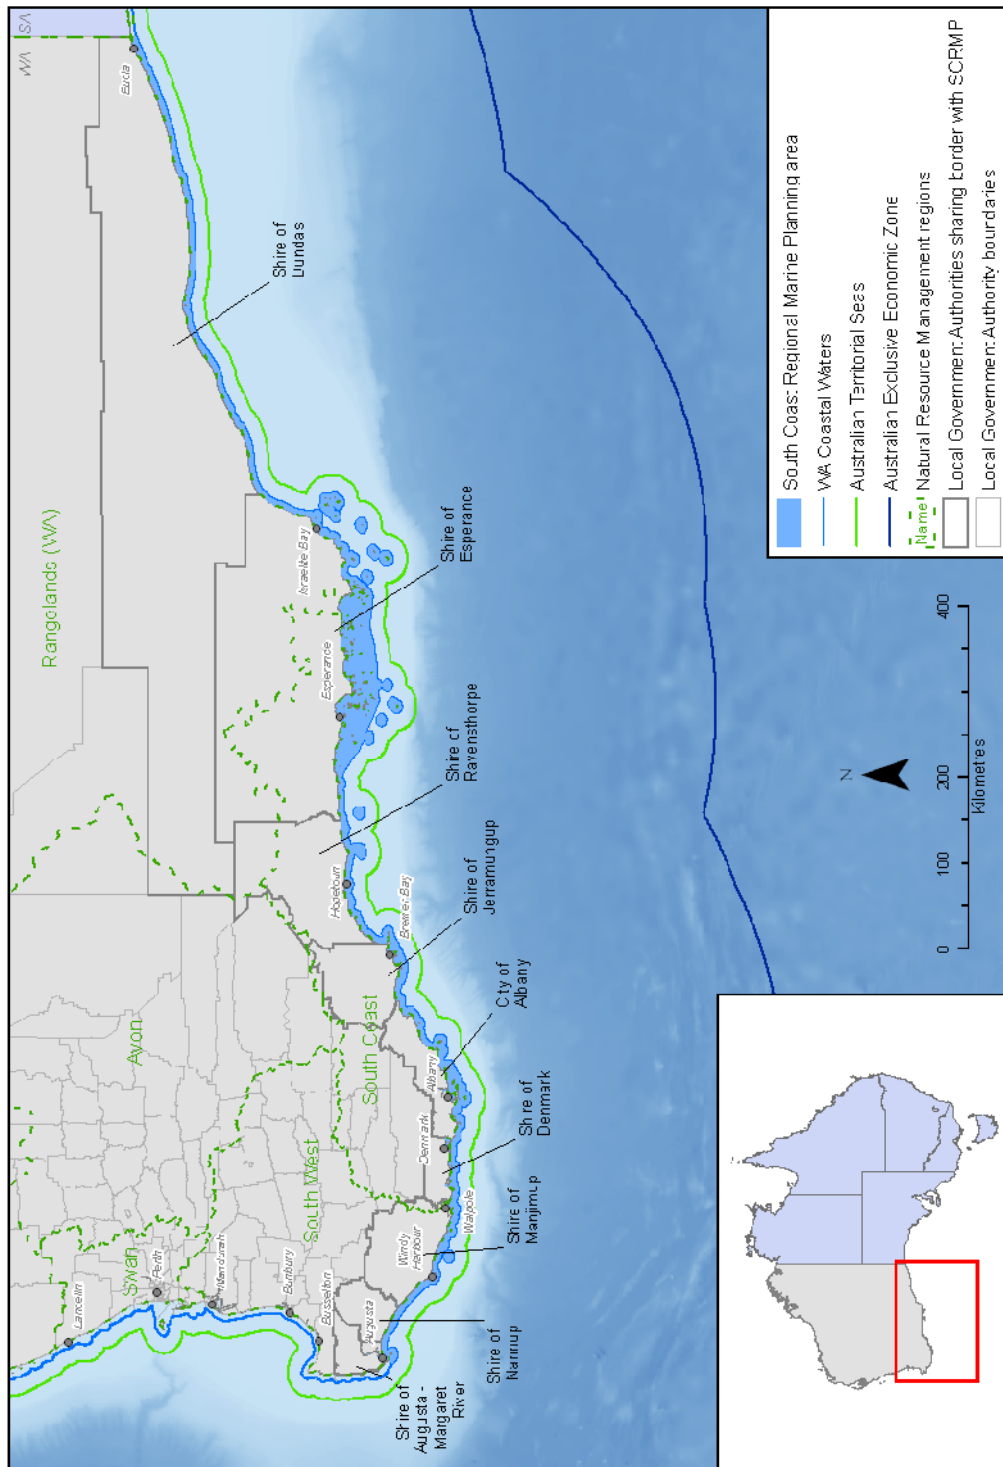 WA
SA
Eucla
Rangelands (WA)
Shire of
Dundas
Israelite Bay
Shire of
Esperance
Esperance
Shire of
Ravensthorpe
Hopetoun
Bremer Bay
Shire of
Jerramungup
Avon
South Coast
City of
Albany
Albany
Denmark
Shire of
Denmark
South West
Walpole
Windy
Harbour
Shire of
Manjimup
Swan
Lancelin
Perth
Mandurah
Bunbury
Busselton
Augusta
Shire of
Nannup
Shire of
Augusta -
Margaret
River
N
0
100
200
400
Kilometres
South Coast Regional Marine Planning area
WA Coastal Waters
Australian Territorial Seas
Australian Exclusive Economic Zone
Name
Natural Resource Management regions
Local Government Authorities sharing border with SCRMP
Local Government Authority boundaries